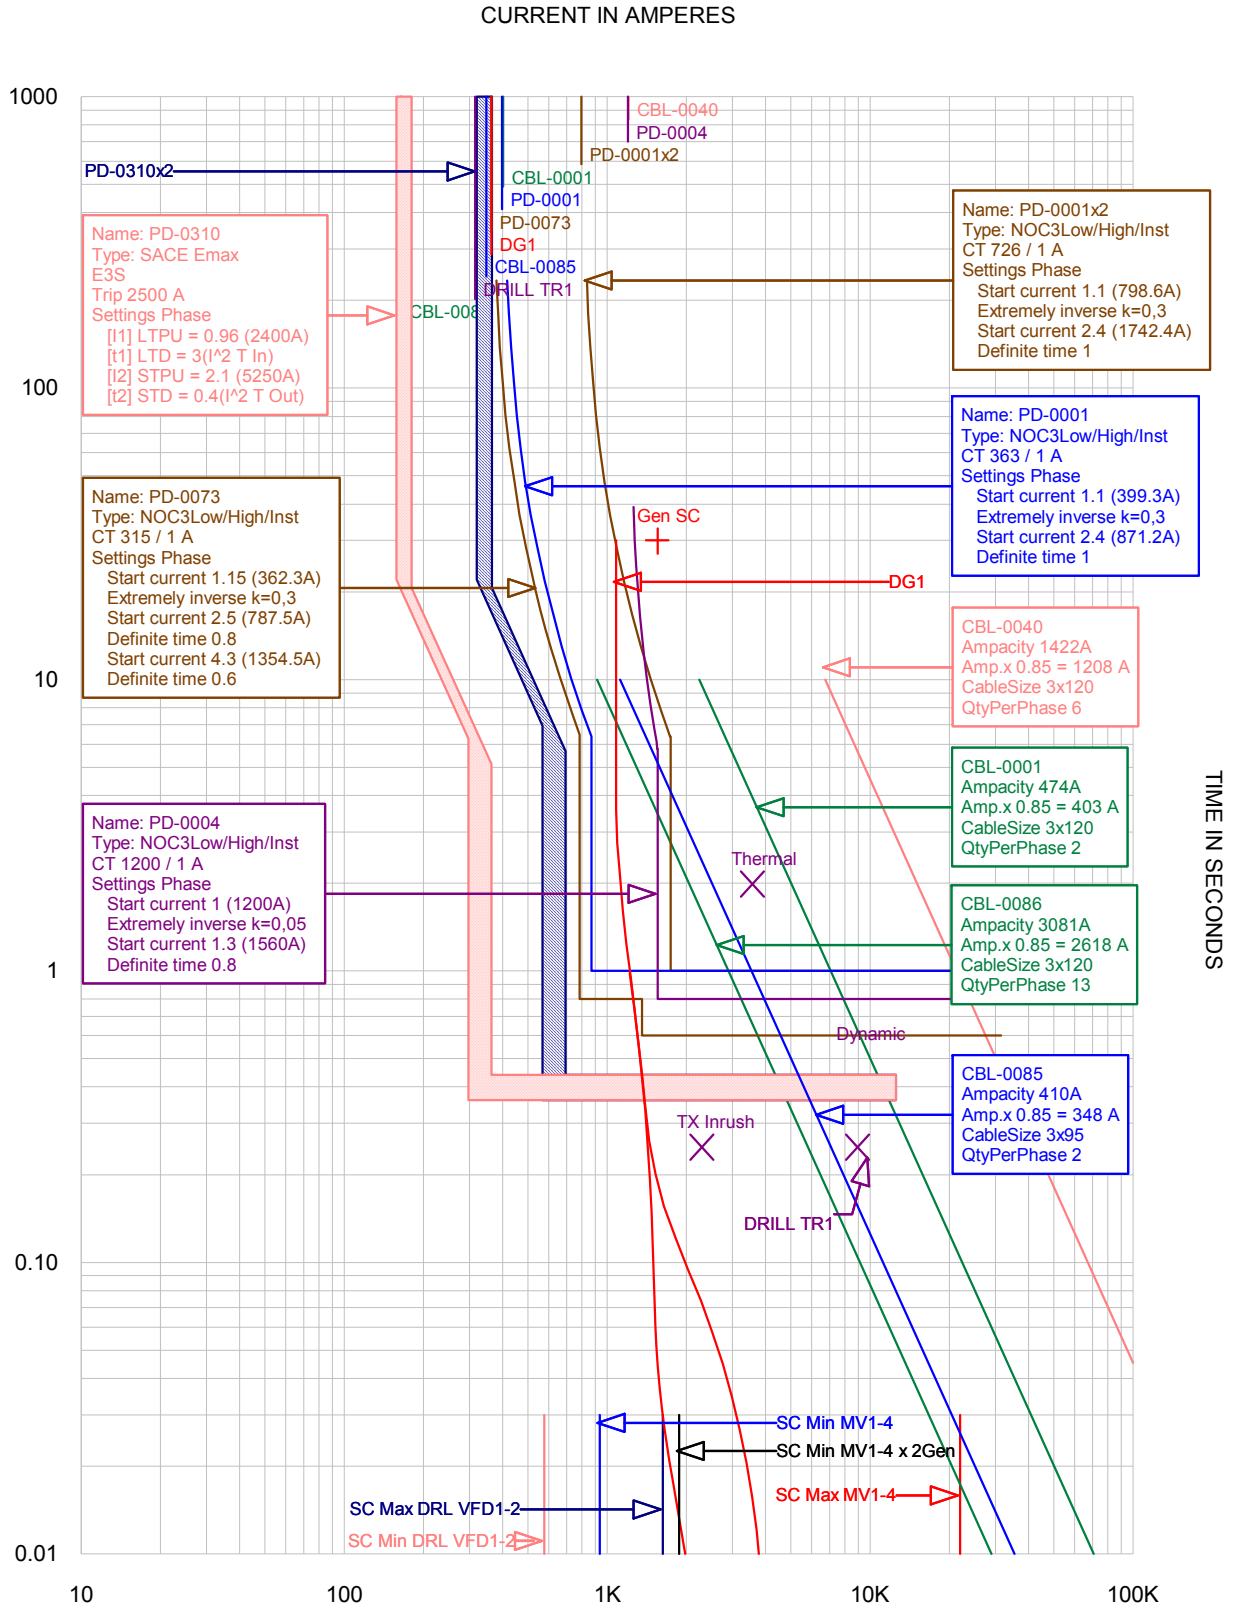 CURRENT IN AMPERES
1000
100
10
1
0.10
0.01
10
100
1K
10K
100K
TIME IN SECONDS
CBL-0040
PD-0004
PD-0001x2
PD-0310x2
CBL-0001
PD-0001
PD-0073
DG1
CBL-0085
DRILL TR1
CBL-008
Name: PD-0310
Type: SACE Emax
E3S
Trip 2500 A
Settings Phase
[I1] LTPU = 0.96 (2400A)
[t1] LTD = 3(I^2 T In)
[I2] STPU = 2.1 (5250A)
[t2] STD = 0.4(I^2 T Out)
Name: PD-0001x2
Type: NOC3Low/High/Inst
CT 726 / 1 A
Settings Phase
Start current 1.1 (798.6A)
Extremely inverse k=0,3
Start current 2.4 (1742.4A)
Definite time 1
Name: PD-0001
Type: NOC3Low/High/Inst
CT 363 / 1 A
Settings Phase
Start current 1.1 (399.3A)
Extremely inverse k=0,3
Start current 2.4 (871.2A)
Definite time 1
Name: PD-0073
Type: NOC3Low/High/Inst
CT 315 / 1 A
Settings Phase
Start current 1.15 (362.3A)
Extremely inverse k=0,3
Start current 2.5 (787.5A)
Definite time 0.8
Start current 4.3 (1354.5A)
Definite time 0.6
Gen SC
DG1
CBL-0040
Ampacity 1422A
Amp.x 0.85 = 1208 A
CableSize 3x120
QtyPerPhase 6
CBL-0001
Ampacity 474A
Amp.x 0.85 = 403 A
CableSize 3x120
QtyPerPhase 2
Name: PD-0004
Type: NOC3Low/High/Inst
CT 1200 / 1 A
Settings Phase
Start current 1 (1200A)
Extremely inverse k=0,05
Start current 1.3 (1560A)
Definite time 0.8
Thermal
CBL-0086
Ampacity 3081A
Amp.x 0.85 = 2618 A
CableSize 3x120
QtyPerPhase 13
Dynamic
CBL-0085
Ampacity 410A
Amp.x 0.85 = 348 A
CableSize 3x95
QtyPerPhase 2
TX Inrush
DRILL TR1
SC Min MV1-4
SC Min MV1-4 x 2Gen
SC Max MV1-4
SC Max DRL VFD1-2
SC Min DRL VFD1-2